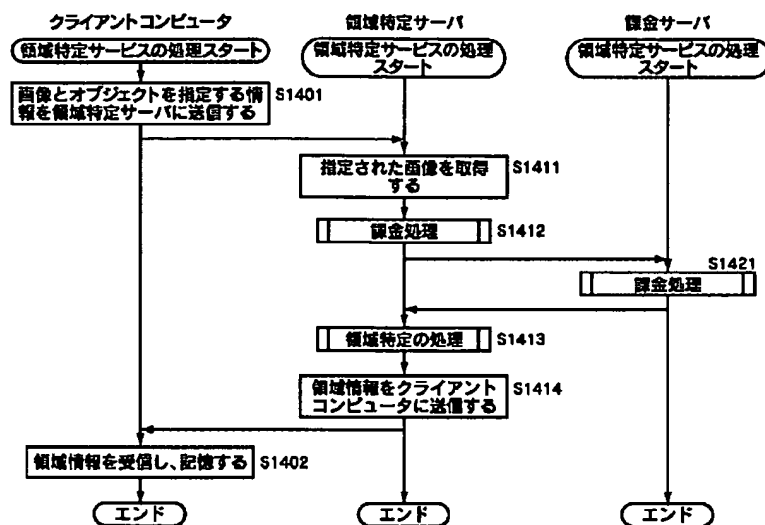 クライアントコンピュータ
領域特定サーバ
課金サーバ
領域特定サービスの処理スタート
領域特定サービスの処理
スタート
領域特定サービスの処理
スタート
画像とオブジェクトを指定する情
報を領域特定サーバに送信する
S1401
指定された画像を取得
する
S1411
課金処理
S1412
S1421
課金処理
領域特定の処理
S1413
領域情報をクライアント
コンピュータに送信する
S1414
領域情報を受信し、記憶する
S1402
エンド
エンド
エンド